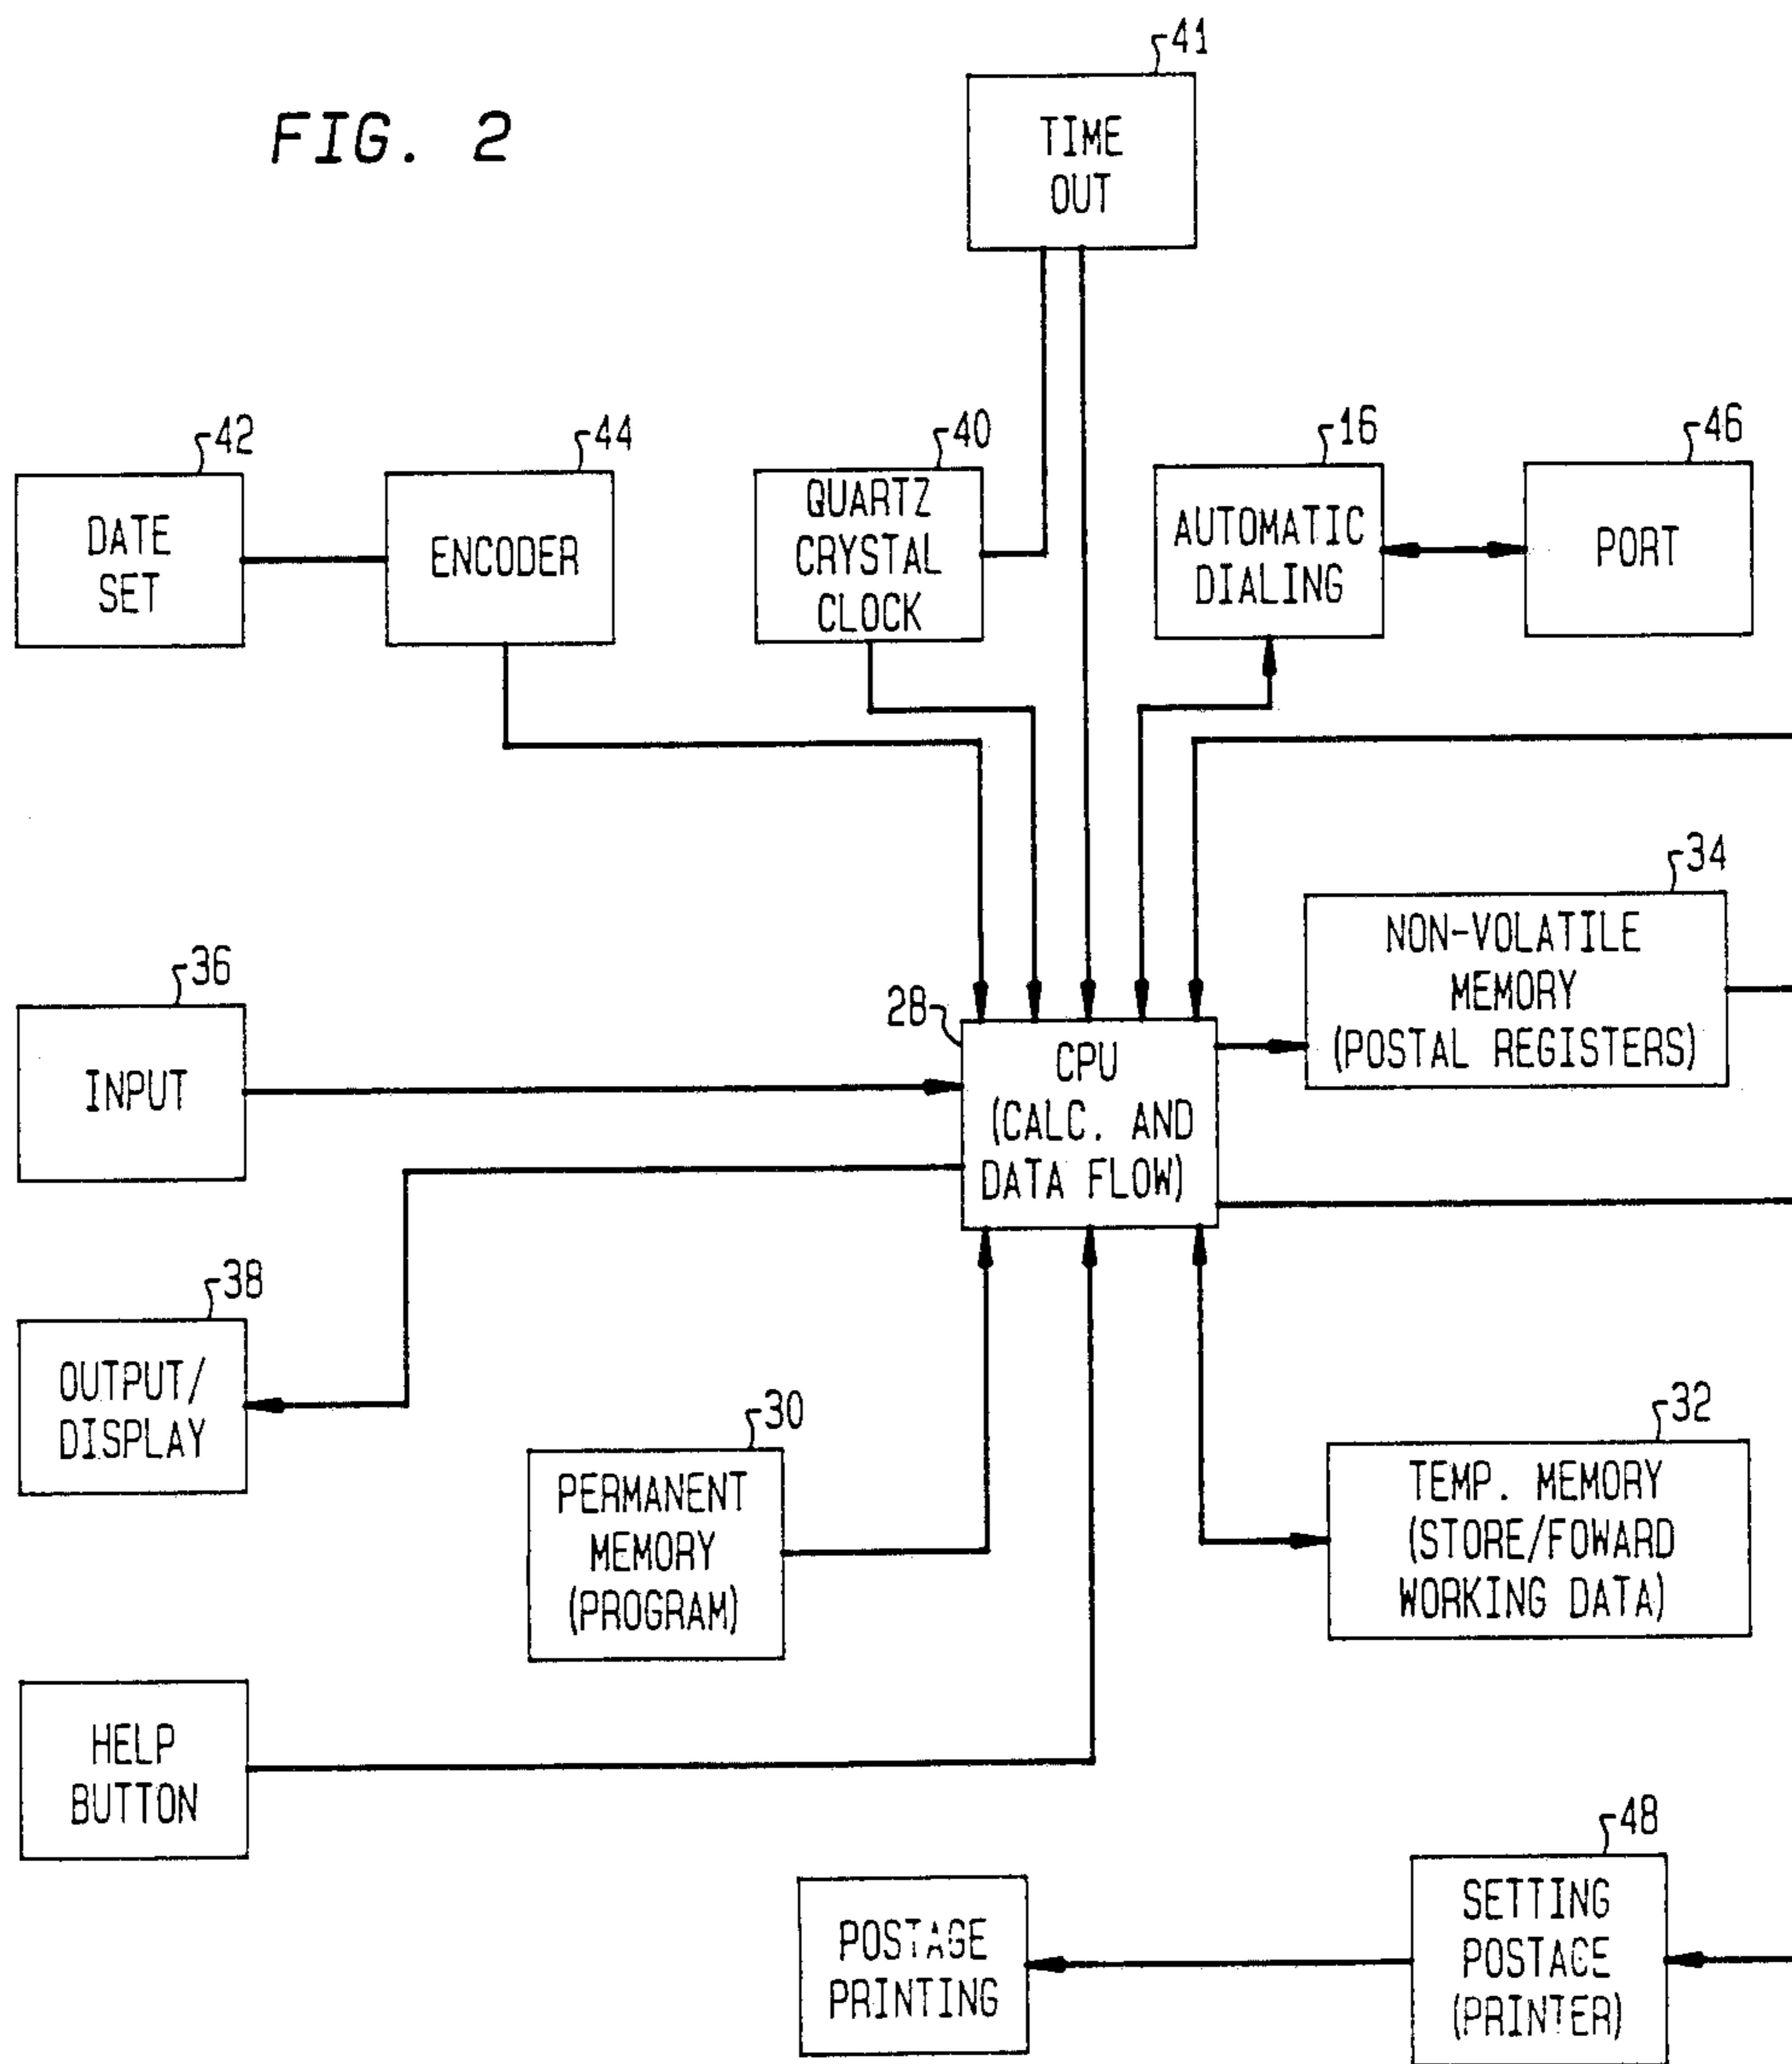 FIG. 2
41
TIME
OUT
42
DATE
SET
44
ENCODER
40
QUARTZ
CRYSTAL
CLOCK
16
AUTOMATIC
DIALING
46
PORT
34
NON-VOLATILE
MEMORY
(POSTAL REGISTERS)
36
INPUT
28
CPU
(CALC. AND
DATA FLOW)
38
OUTPUT/
DISPLAY
30
PERMANENT
MEMORY
(PROGRAM)
32
TEMP. MEMORY
(STORE/FOWARD
WORKING DATA)
HELP
BUTTON
48
SETTING
POSTAGE
(PRINTER)
POSTAGE
PRINTING